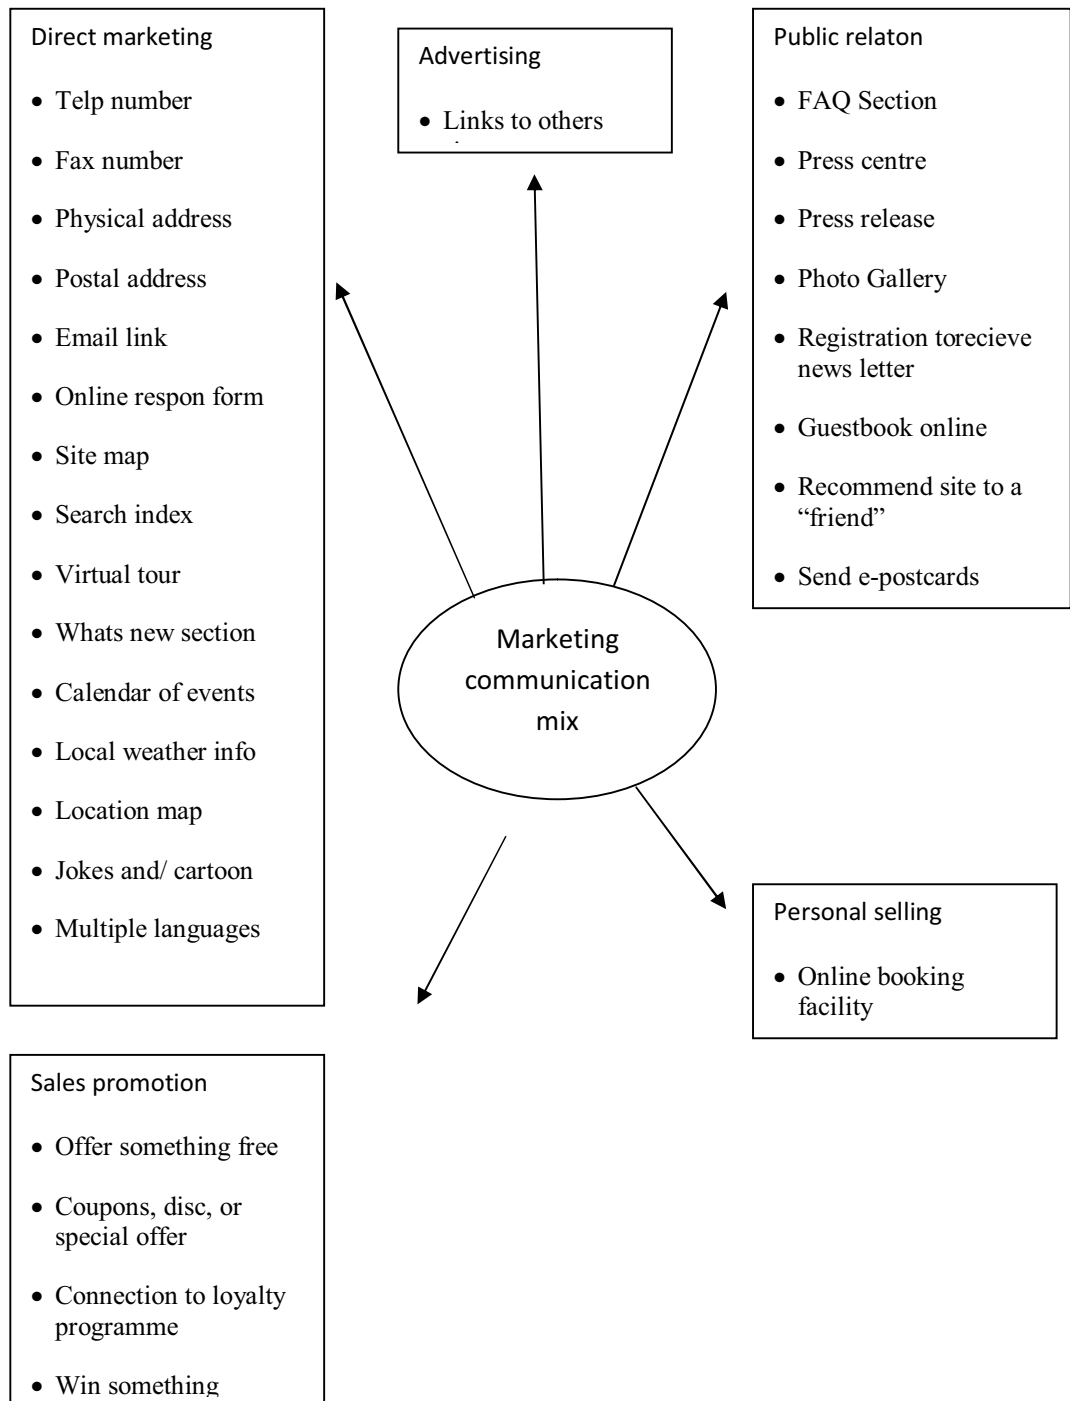 Direct marketing
• Telp number
• Fax number
• Physical address
• Postal address
• Email link
• Online respon form
• Site map
• Search index
• Virtual tour
• Whats new section
• Calendar of events
• Local weather info
• Location map
• Jokes and/ cartoon
• Multiple languages
Advertising
• Links to others
Public relaton
• FAQ Section
• Press centre
• Press release
• Photo Gallery
• Registration torecieve
news letter
• Guestbook online
• Recommend site to a
“friend”
• Send e-postcards
Marketing
communication
mix
Personal selling
• Online booking
facility
Sales promotion
• Offer something free
• Coupons, disc, or
special offer
• Connection to loyalty
programme
• Win something